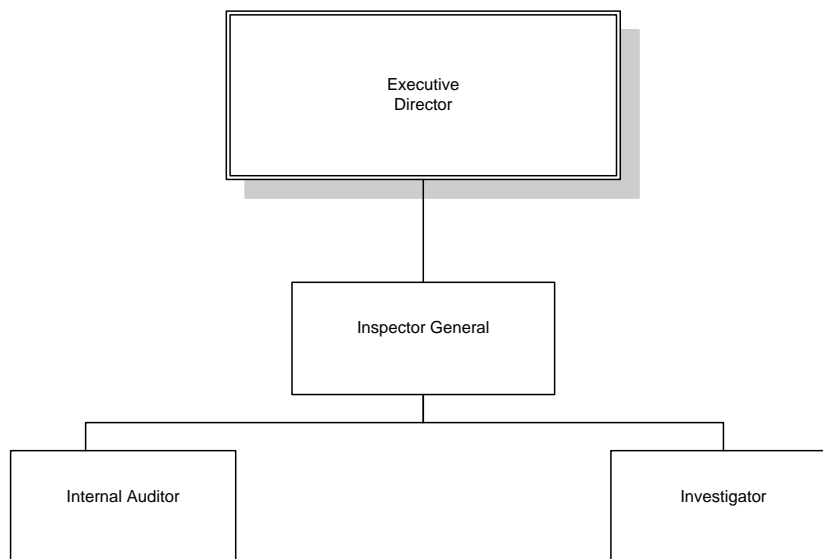 Executive
Director
Inspector General
Internal Auditor
Investigator